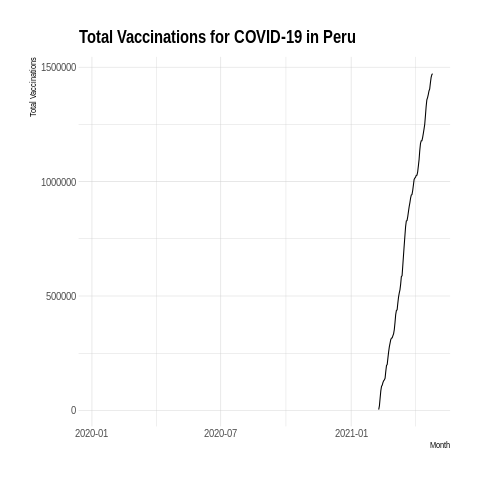 Total Vaccinations for COVID-19 in Peru
Total Vaccinations
1500000
1000000
500000
0
2020-01
2020-07
2021-01
Month